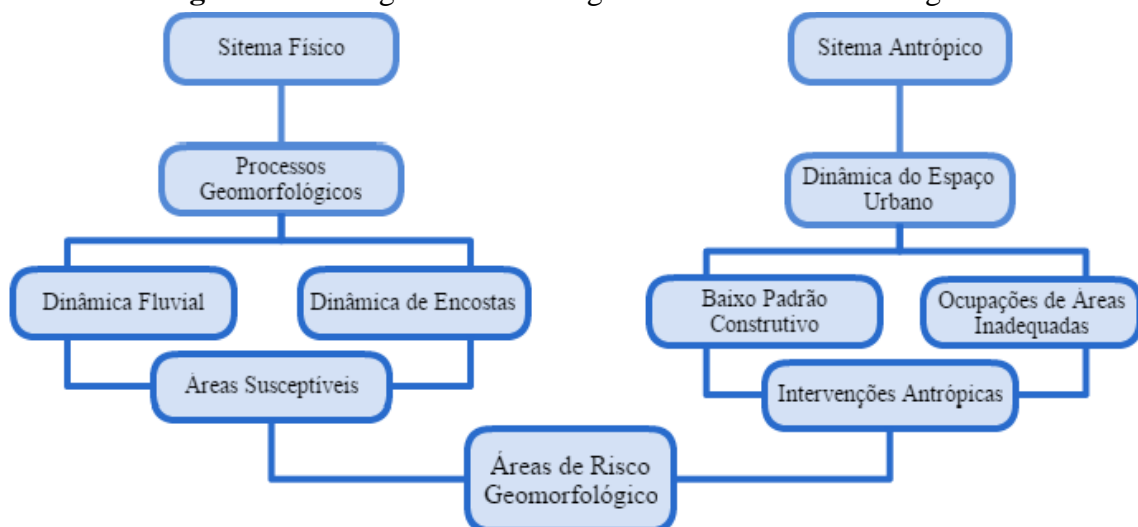 Sitema Físico
Sitema Antrópico
Processos
Geomorfológicos
Dinâmica do Espaço
Urbano
Dinâmica Fluvial
Dinâmica de Encostas
Baixo Padrão
Construtivo
Ocupações de Áreas
Inadequadas
Áreas Susceptíveis
Intervenções Antrópicas
Áreas de Risco
Geomorfológico